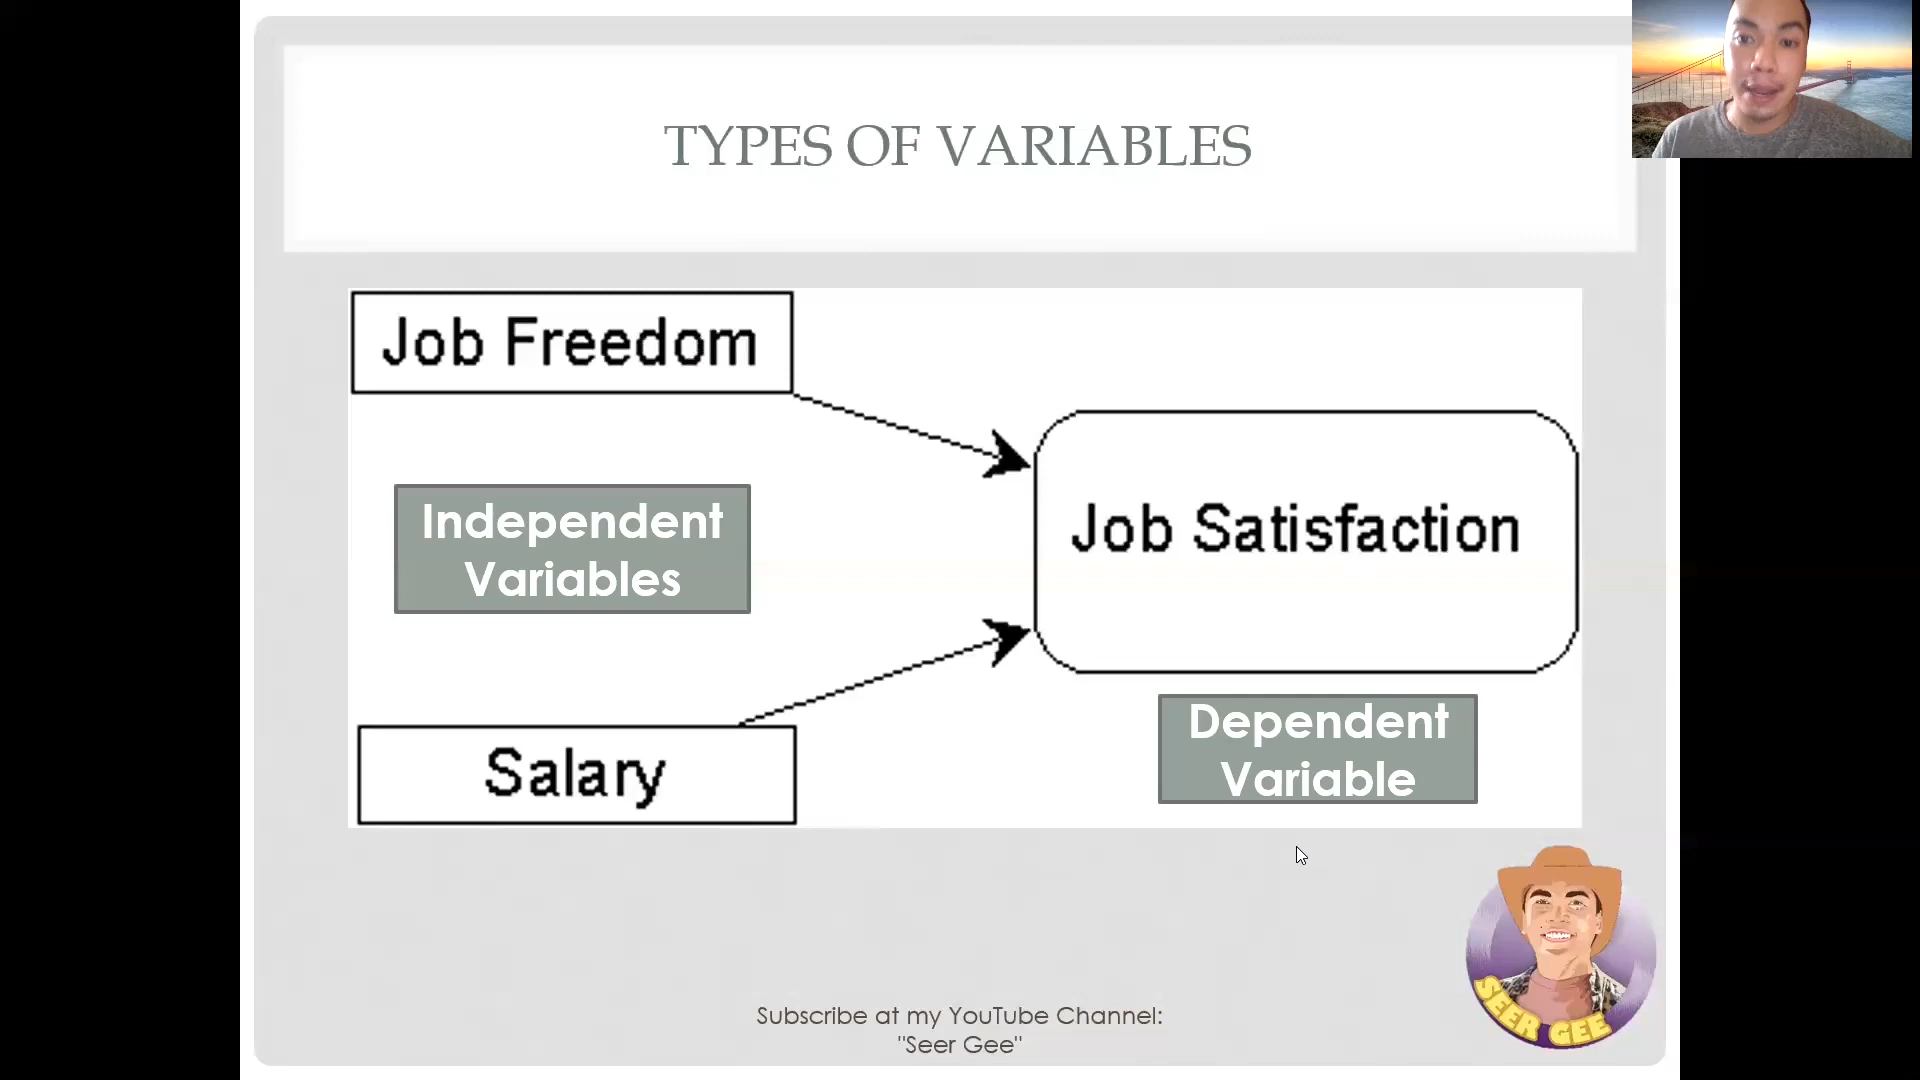 TYPES OF VARIABLES
Job Freedom
Independent
Variables
Job Satisfaction
Salary
Dependent
Variable
SEER GEE
Subscribe at my YouTube Channel:
"Seer Gee"